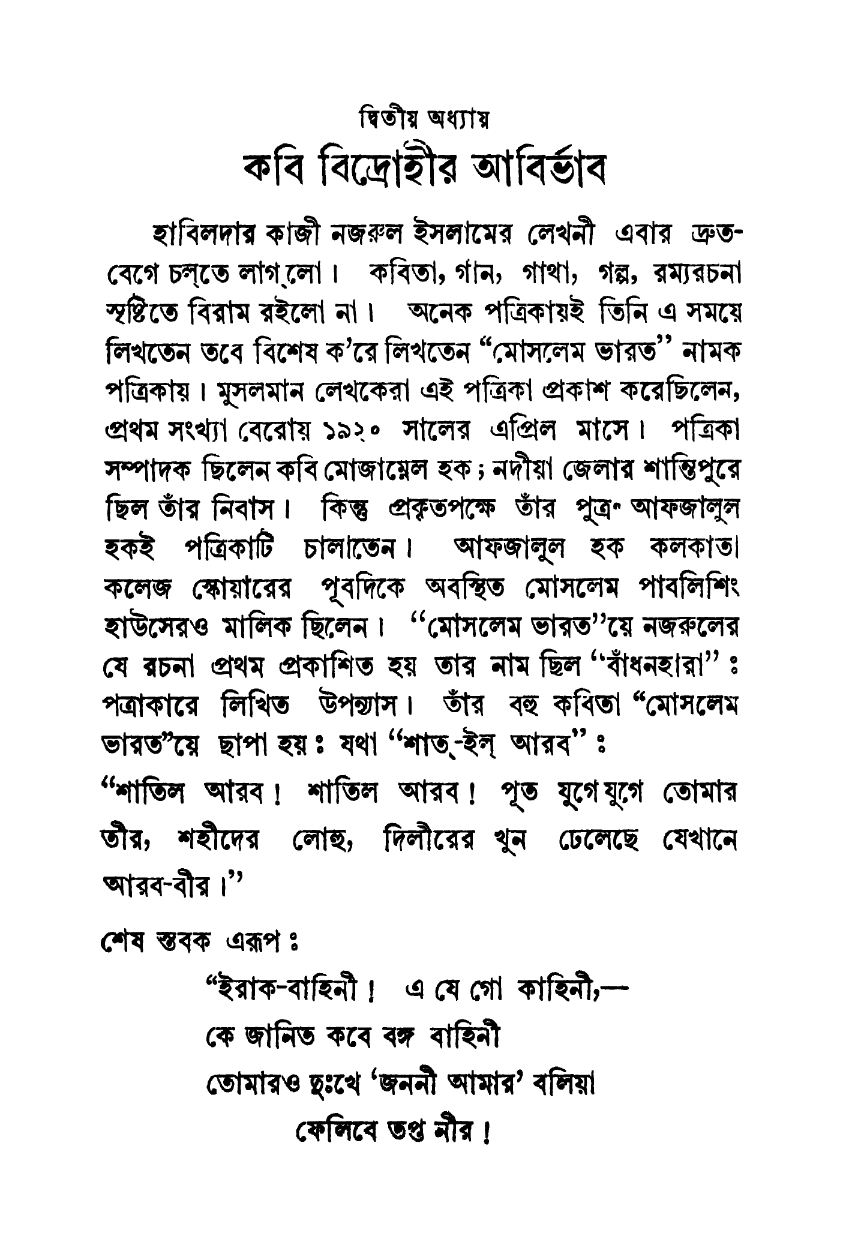 দ্বিতীয় অধ্যায়
কবি বিদ্রোহীর আবির্ভাব
হাবিলদার কাজী নজরুল ইসলামের লেখনী এবার দ্রুত-
বেগে চল্‌তে লাগ্‌লো। কবিতা, গান, গাথা, গল্প, রম্যরচনা
সৃষ্টিতে বিরাম রইলো না। অনেক পত্রিকায়ই তিনি এ সময়ে
লিখতেন তবে বিশেষ ক’রে লিখতেন “মোসলেম ভারত” নামক
পত্রিকায়। মুসলমান লেখকেরা এই পত্রিকা প্রকাশ করেছিলেন,
প্রথম সংখ্যা বেরোয় ১৯২০ সালের এপ্রিল মাসে। পত্রিকা
সম্পাদক ছিলেন কবি মোজাম্মেল হক; নদীয়া জেলার শান্তিপুরে
ছিল তাঁর নিবাস। কিন্তু প্রকৃতপক্ষে তাঁর পুত্র আফজালুল
হকই পত্রিকাটি চালাতেন। আফজালুল হক কলকাতা
কলেজ স্কোয়ারের পূবদিকে অবস্থিত মোসলেম পাবলিশিং
হাউসেরও মালিক ছিলেন। “মোসলেম ভারত”য়ে নজরুলের
যে রচনা প্রথম প্রকাশিত হয় তার নাম ছিল “বাঁধনহারা” ঃ
পত্রাকারে লিখিত উপন্যাস। তাঁর বহু কবিতা “মোসলেম
ভারত”য়ে ছাপা হয় ঃ যথা “শাত্‌-ইল্‌ আরব” ঃ
“শাতিল আরব! শাতিল আরব! পূত যুগে যুগে তোমার
তীর, শহীদের লোহু, দিলীরের খুন ঢেলেছে যেখানে
আরব-বীর।”
শেষ স্তবক এরূপ ঃ
“ইরাক-বাহিনী! এ যে গো কাহিনী,—
কে জানিত কবে বঙ্গ বাহিনী
তোমারও দুঃখে ‘জননী আমার’ বলিয়া
ফেলিবে তপ্ত নীর!